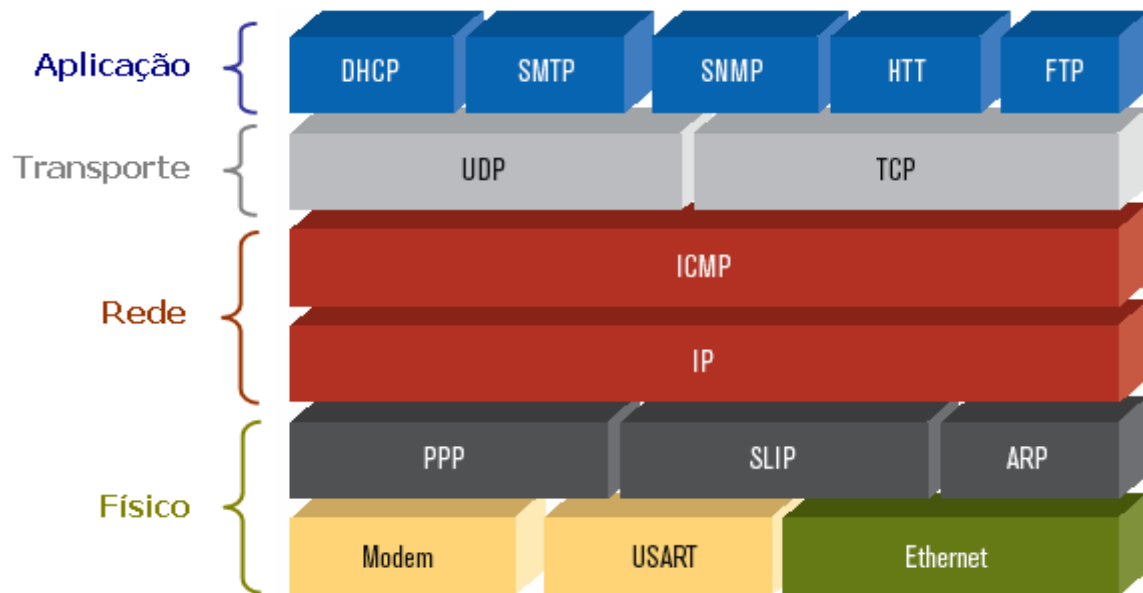 Aplicação
DHCP SMTP SNMP HTT FTP
Transporte
UDP TCP
ICMP
Rede
IP
PPP SLIP ARP
Físico
Modem USART Ethernet